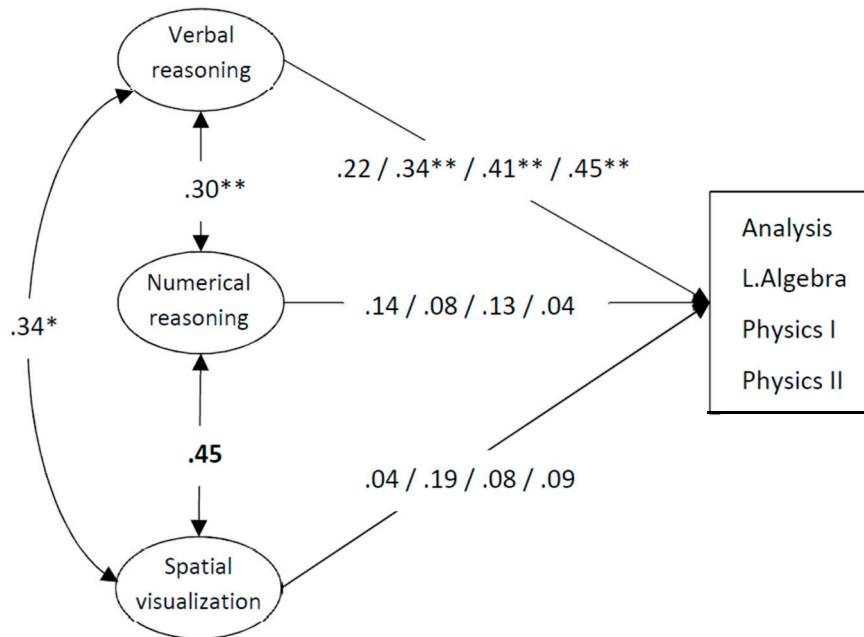 Verbal
reasoning
.22 / .34** / .41** / .45**
.30**
Analysis
L.Algebra
Physics I
Physics II
Numerical
reasoning
.14 / .08 / .13 / .04
.34*
.45
.04 / .19 / .08 / .09
Spatial
visualization